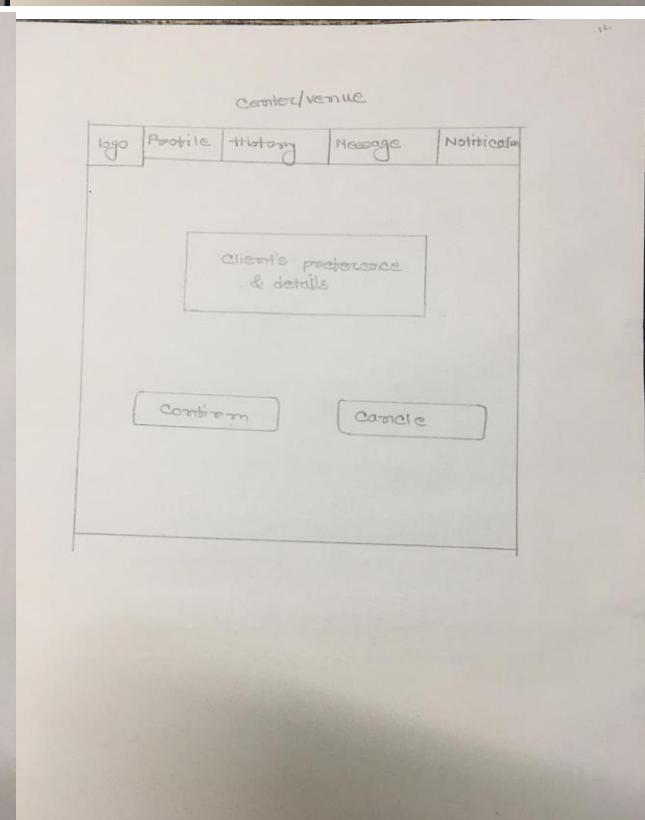 center/venue
logo Profile History Message Notification
Client's preference
& details
Confirm Cancle